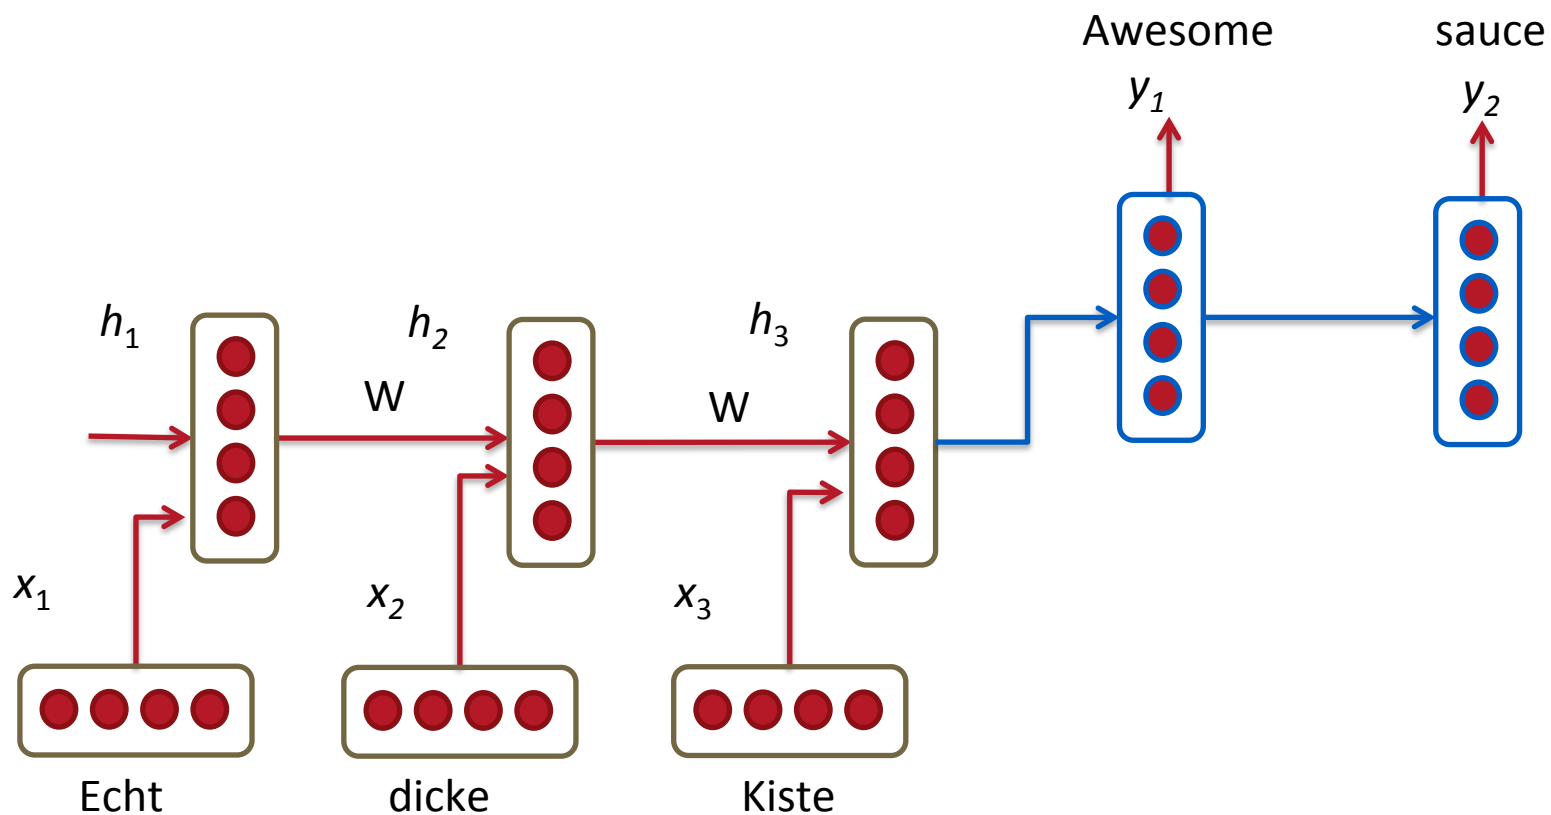 Awesome sauce
y1 y2
h1 h2 h3
W W
x1 x2 x3
Echt dicke Kiste